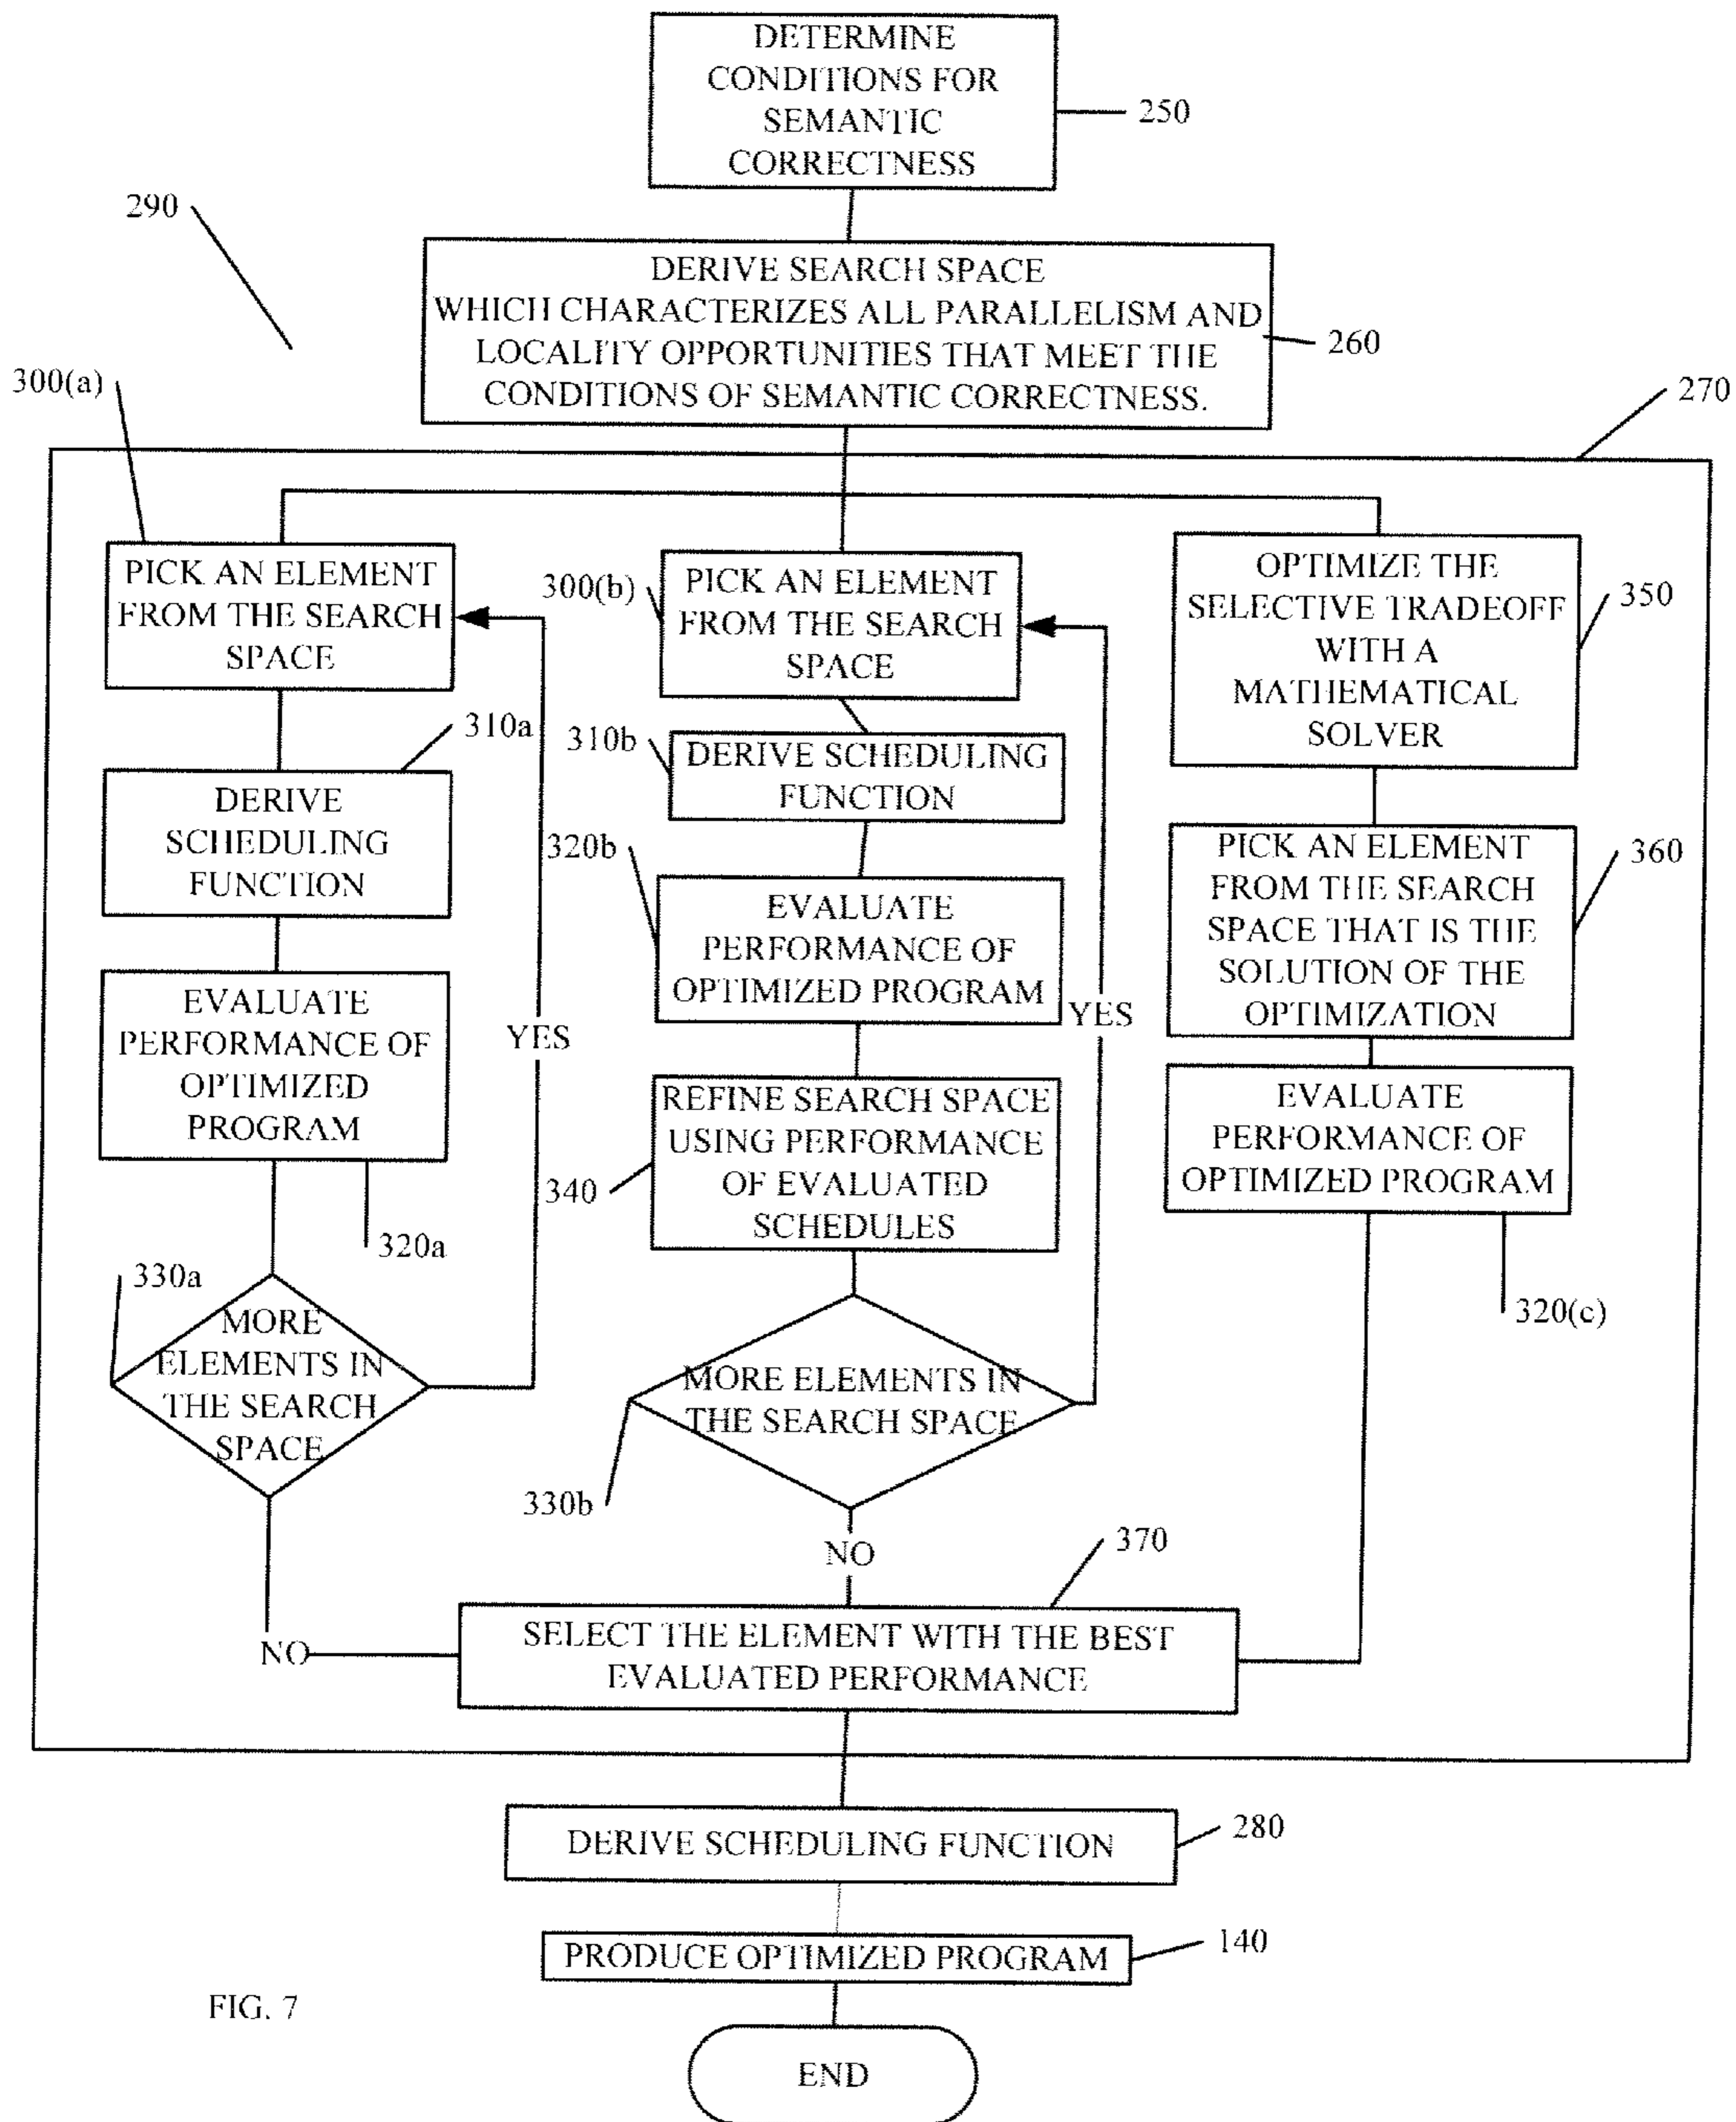 DETERMINE
CONDITIONS FOR
SEMANTIC
CORRECTNESS
250
290
DERIVE SEARCH SPACE
WHICH CHARACTERIZES ALL PARALLELISM AND
LOCALITY OPPORTUNITIES THAT MEET THE
CONDITIONS OF SEMANTIC CORRECTNESS.
260
270
300(a)
PICK AN ELEMENT
FROM THE SEARCH
SPACE
310a
DERIVE
SCHEDULING
FUNCTION
EVALUATE
PERFORMANCE OF
OPTIMIZED
PROGRAM
320a
YES
330a
MORE
ELEMENTS IN
THE SEARCH
SPACE
NO
300(b)
PICK AN ELEMENT
FROM THE SEARCH
SPACE
310b
DERIVE SCHEDULING
FUNCTION
320b
EVALUATE
PERFORMANCE OF
OPTIMIZED PROGRAM
YES
340
REFINE SEARCH SPACE
USING PERFORMANCE
OF EVALUATED
SCHEDULES
MORE ELEMENTS IN
THE SEARCH SPACE
330b
NO
OPTIMIZE THE
SELECTIVE TRADEOFF
WITH A
MATHEMATICAL
SOLVER
350
PICK AN ELEMENT
FROM THE SEARCH
SPACE THAT IS THE
SOLUTION OF THE
OPTIMIZATION
360
EVALUATE
PERFORMANCE OF
OPTIMIZED PROGRAM
320(c)
370
SELECT THE ELEMENT WITH THE BEST
EVALUATED PERFORMANCE
DERIVE SCHEDULING FUNCTION
280
PRODUCE OPTIMIZED PROGRAM
140
FIG. 7
END